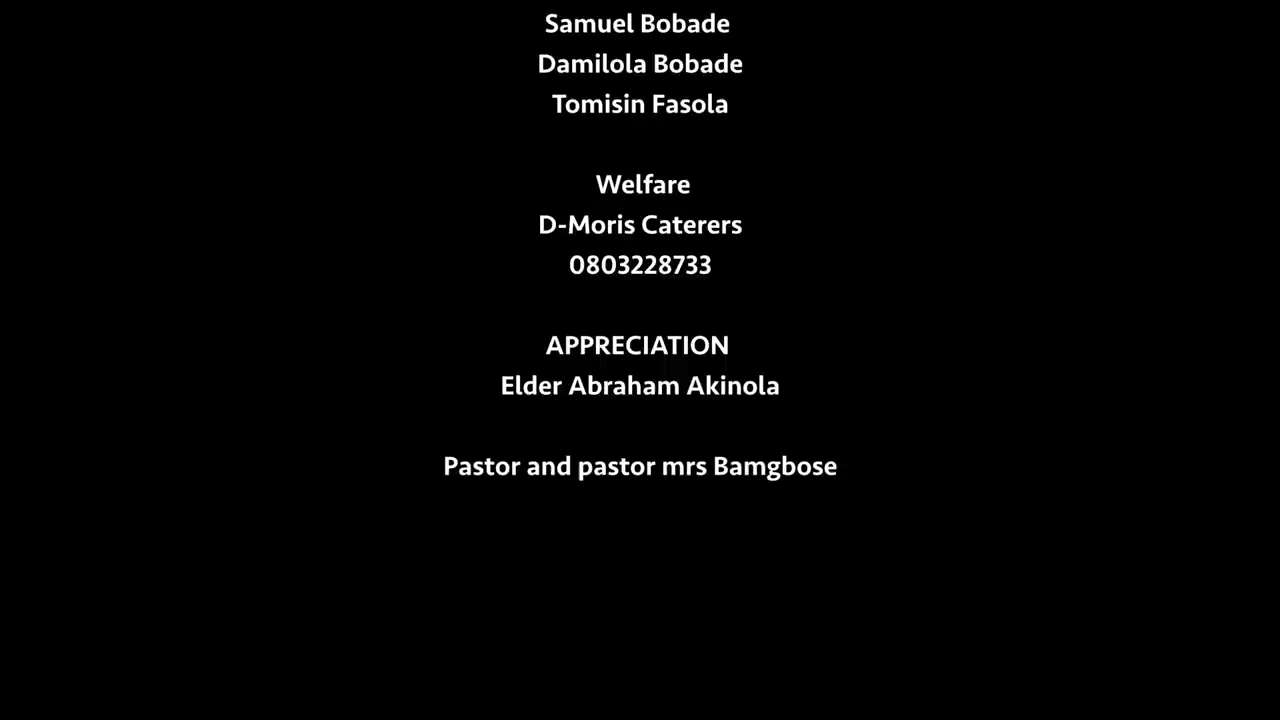 Samuel Bobade
Damilola Bobade
Tomisin Fasola
Welfare
D-Moris Caterers
0803228733
APPRECIATION
Elder Abraham Akinola
Pastor and pastor mrs Bamgbose